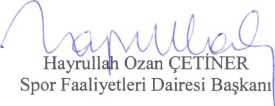 Hayrullah Ozan ÇETİNER
Spor Faaliyetleri Dairesi Başkanı